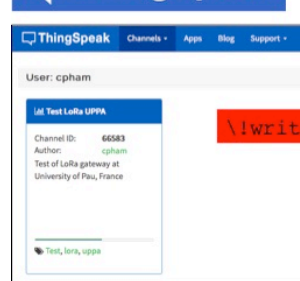 ThingSpeak Channels Apps Blog Support
User: cpham
Test LoRa UPPA
Channel ID: 66583
Author: cpham
Test of LoRa gateway at
University of Pau, France
Test, lora, uppa
\!writ